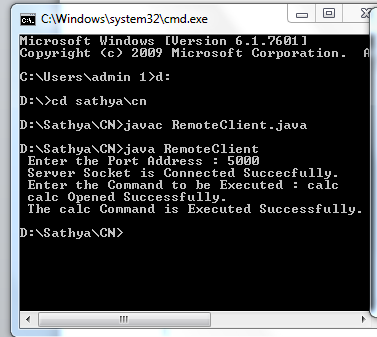 C:\Windows\system32\cmd.exe
Microsoft Windows [Version 6.1.7601]
Copyright (c) 2009 Microsoft Corporation. A
C:\Users\admin 1>d:
D:\>cd sathya\cn
D:\Sathya\CN>javac RemoteClient.java
D:\Sathya\CN>java RemoteClient
Enter the Port Address : 5000
Server Socket is Connected Succecfully.
Enter the Command to be Executed : calc
calc Opened Successfully.
The calc Command is Executed Successfully.
D:\Sathya\CN>